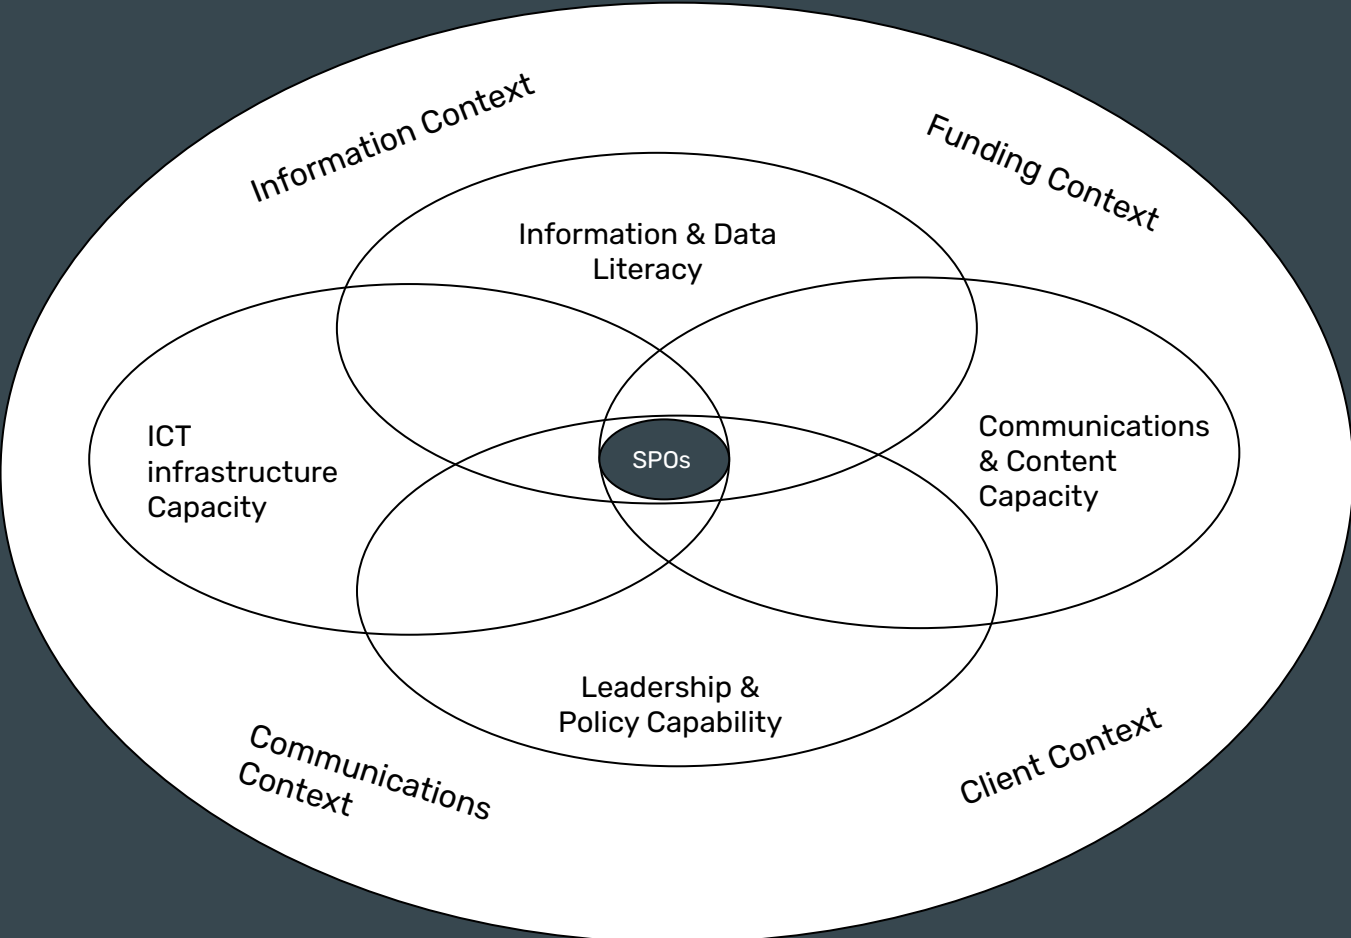 Information Context
Funding Context
Information & Data
Literacy
ICT
infrastructure
Capacity
SPOs
Communications
& Content
Capacity
Leadership &
Policy Capability
Communications
Context
Client Context